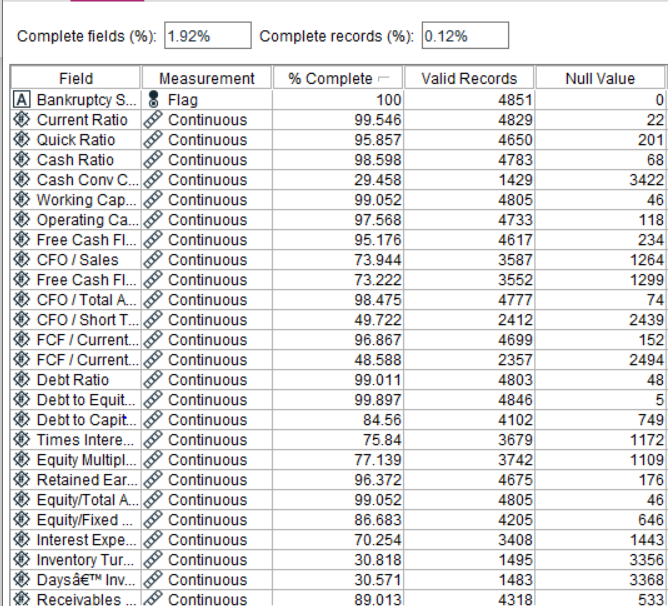 Complete fields (%): 1.92% Complete records (%): 0.12%
Field Measurement % Complete Valid Records Null Value
A Bankruptcy S... Flag 100 4851 0
Current Ratio Continuous 99.546 4829 22
Quick Ratio Continuous 95.857 4650 201
Cash Ratio Continuous 98.598 4783 68
Cash Conv C... Continuous 29.458 1429 3422
Working Cap... Continuous 99.052 4805 46
Operating Ca... Continuous 97.568 4733 118
Free Cash Fl... Continuous 95.176 4617 234
CFO / Sales Continuous 73.944 3587 1264
Free Cash Fl... Continuous 73.222 3552 1299
CFO / Total A... Continuous 98.475 4777 74
CFO / Short T... Continuous 49.722 2412 2439
FCF / Current... Continuous 96.867 4699 152
FCF / Current... Continuous 48.588 2357 2494
Debt Ratio Continuous 99.011 4803 48
Debt to Equit... Continuous 99.897 4846 5
Debt to Capit... Continuous 84.56 4102 749
Times Intere... Continuous 75.84 3679 1172
Equity Multipl... Continuous 77.139 3742 1109
Retained Ear... Continuous 96.372 4675 176
Equity/Total A... Continuous 99.052 4805 46
Equity/Fixed ... Continuous 86.683 4205 646
Interest Expe... Continuous 70.254 3408 1443
Inventory Tur... Continuous 30.818 1495 3356
Daysâ€™ Inv... Continuous 30.571 1483 3368
Receivables ... Continuous 89.013 4318 533